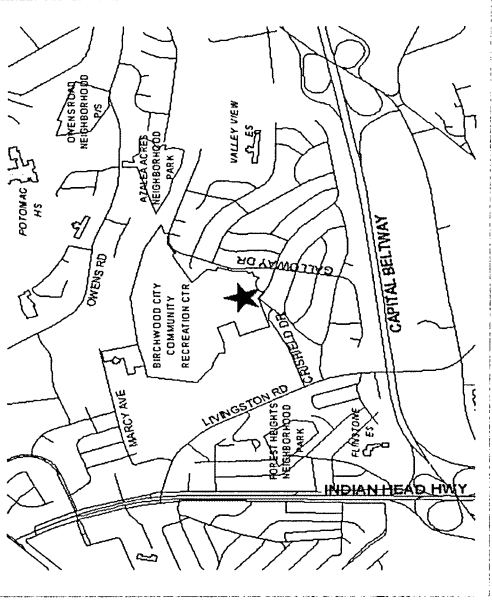 POTOMAC
HS
OWENS ROAD
NEIGHBORHOOD
P/S
AZALEA ACRES
NEIGHBORHOOD
PARK
VALLEY VIEW
ES
OWENS RD
BIRCHWOOD CITY
COMMUNITY
RECREATION CTR
GALLOWAY DR
MARCY AVE
LIVINGSTON RD
CRISFIELD DR
CAPITAL BELTWAY
FOREST HEIGHTS
NEIGHBORHOOD
PARK
FLINTSTONE
ES
INDIAN HEAD HWY